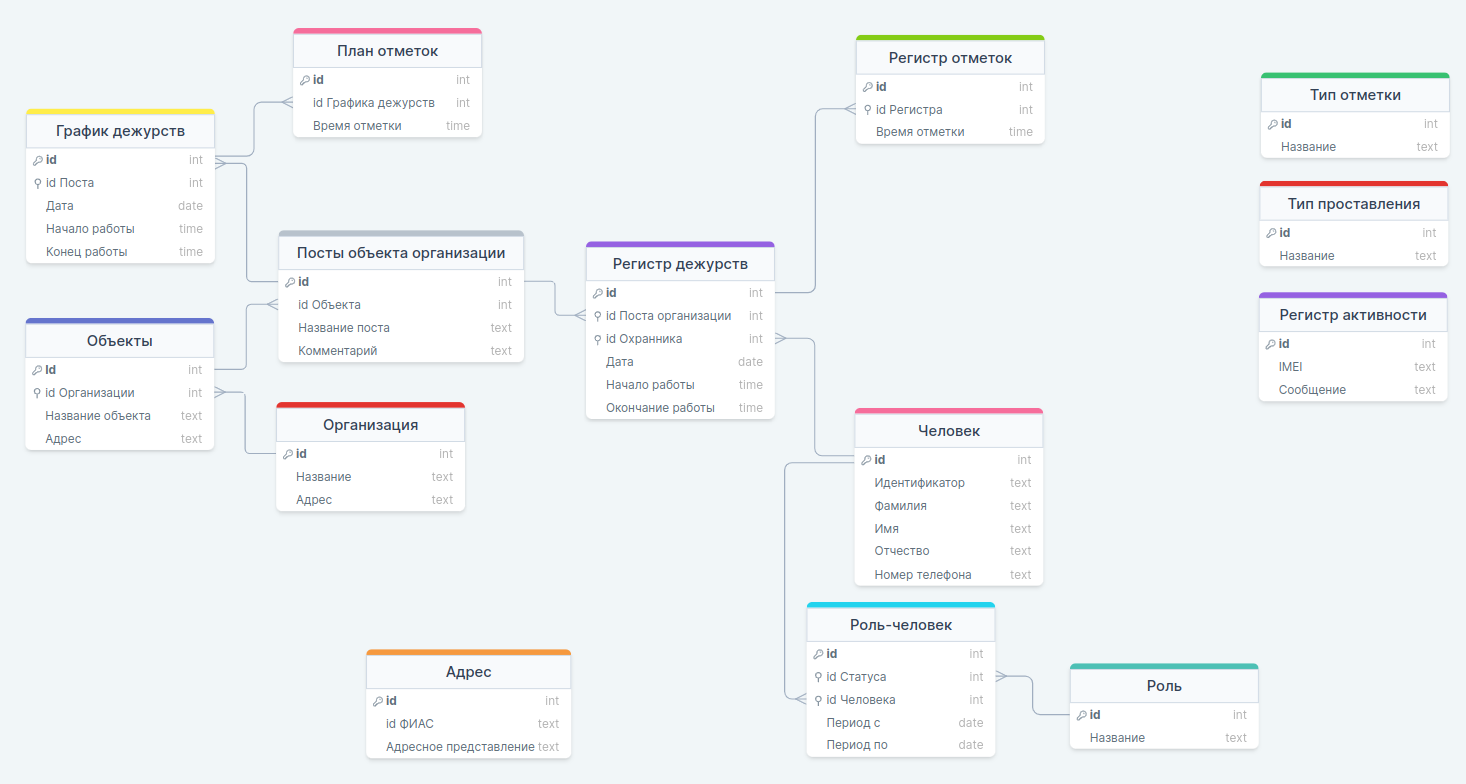 План отметок
id int
id Графика дежурств int
Время отметки time
График дежурств
id int
id Поста int
Дата date
Начало работы time
Конец работы time
Посты объекта организации
id int
id Объекта int
Название поста text
Комментарий text
Объекты
Id int
id Организации int
Название объекта text
Адрес text
Организация
id int
Название text
Адрес text
Регистр дежурств
id int
id Поста организации int
id Охранника int
Дата date
Начало работы time
Окончание работы time
Регистр отметок
id int
id Регистра int
Время отметки time
Тип отметки
id int
Название text
Тип проставления
id int
Название text
Регистр активности
id int
IMEI text
Сообщение text
Человек
id int
Идентификатор text
Фамилия text
Имя text
Отчество text
Номер телефона text
Роль-человек
id int
id Статуса int
id Человека int
Период с date
Период по date
Роль
id int
Название text
Адрес
id int
id ФИАС text
Адресное представление text